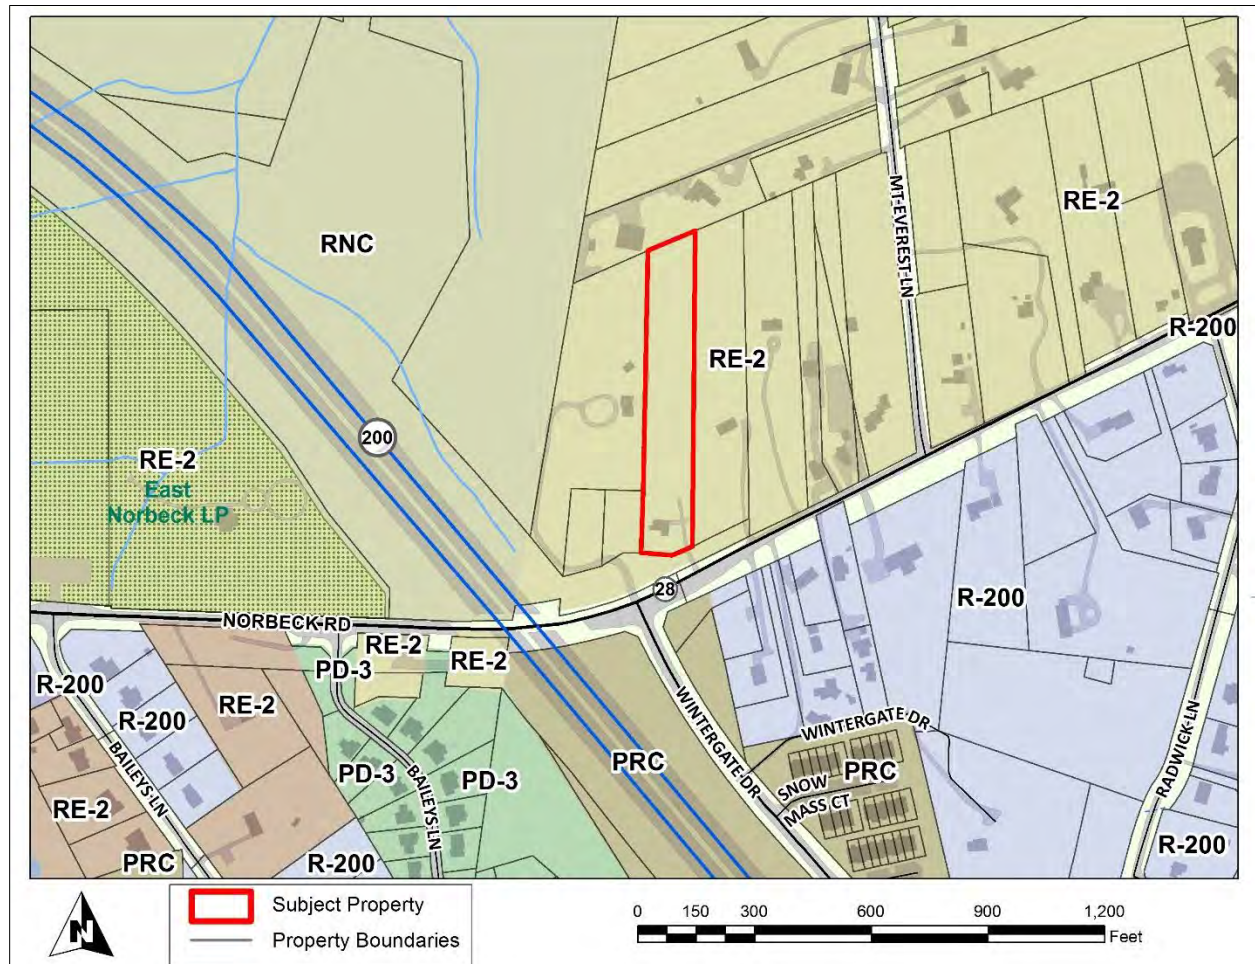 RE-2
MT-EVEREST-LN
RNC
R-200
RE-2
200
RE-2
East
Norbeck LP
28
R-200
NORBECK-RD
RE-2
RE-2
PD-3
R-200
RE-2
R-200
BAILEYS-LN
WINTERGATE-DR
WINTERGATE-DR
RADWICK-LN
PRC
PRC
SNOW
MASS CT
PD-3
PD-3
BAILEYS-LN
RE-2
R-200
PRC
R-200
N
Subject Property
Property Boundaries
0 150 300 600 900 1,200
Feet